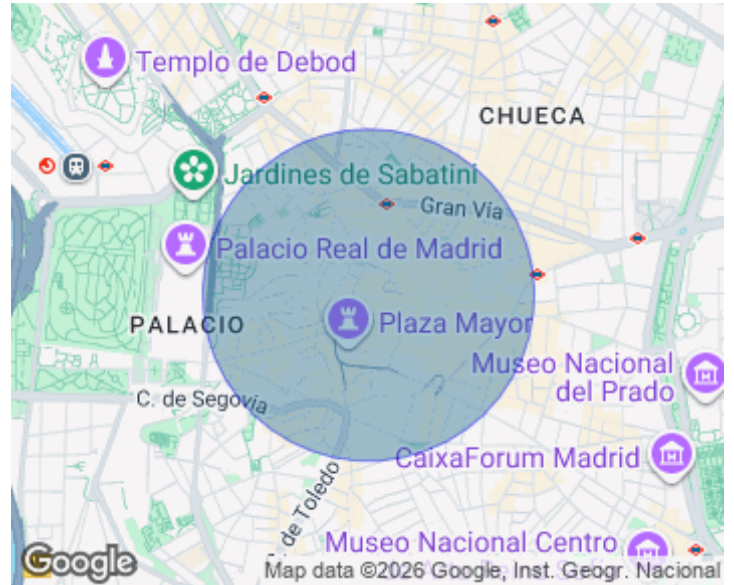 Templo de Debod
CHUECA
Jardines de Sabatini
Gran Vía
Palacio Real de Madrid
PALACIO
Plaza Mayor
Museo Nacional
del Prado
C. de Segovia
CaixaForum Madrid
de Toledo
Museo Nacional Centro
Google
Map data ©2026 Google, Inst. Geogr. Nacional